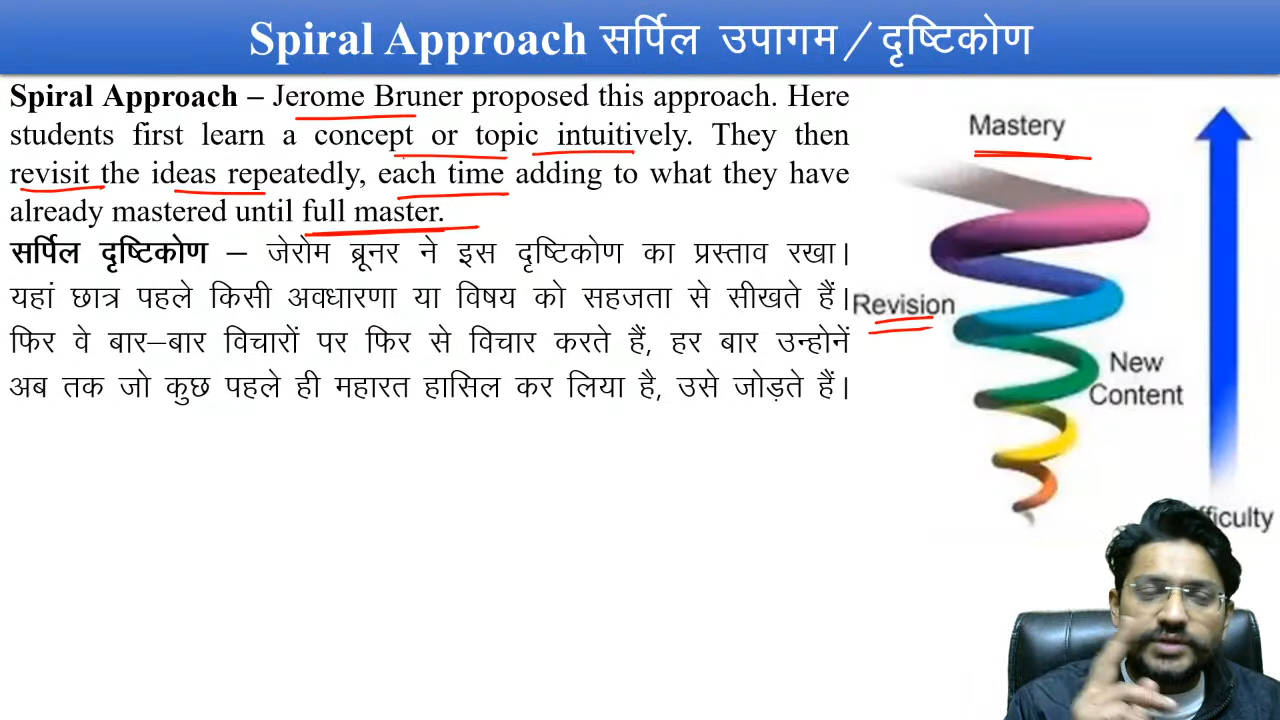 Spiral Approach सर्पिल उपागम/दृष्टिकोण
Spiral Approach – Jerome Bruner proposed this approach. Here
students first learn a concept or topic intuitively. They then
revisit the ideas repeatedly, each time adding to what they have
already mastered until full master.
सर्पिल दृष्टिकोण – जेरोम ब्रूनर ने इस दृष्टिकोण का प्रस्ताव रखा।
यहां छात्र पहले किसी अवधारणा या विषय को सहजता से सीखते हैं।
फिर वे बार–बार विचारों पर फिर से विचार करते हैं, हर बार उन्होनें
अब तक जो कुछ पहले ही महारत हासिल कर लिया है, उसे जोड़ते हैं।
Mastery
Revision
New
Content